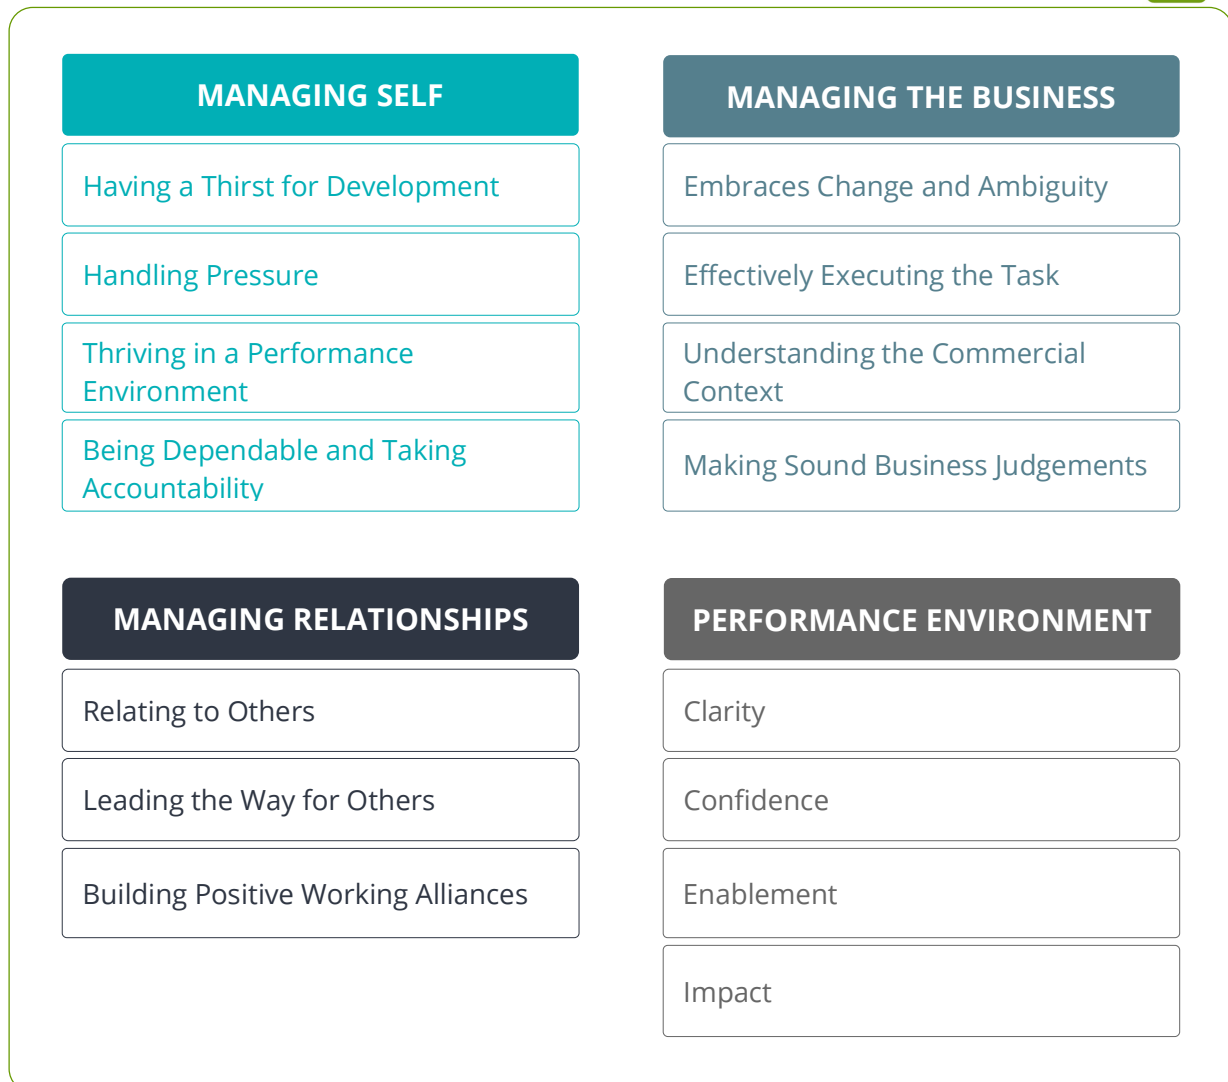 MANAGING SELF
Having a Thirst for Development
Handling Pressure
Thriving in a Performance
Environment
Being Dependable and Taking
Accountability
MANAGING THE BUSINESS
Embraces Change and Ambiguity
Effectively Executing the Task
Understanding the Commercial
Context
Making Sound Business Judgements
MANAGING RELATIONSHIPS
Relating to Others
Leading the Way for Others
Building Positive Working Alliances
PERFORMANCE ENVIRONMENT
Clarity
Confidence
Enablement
Impact